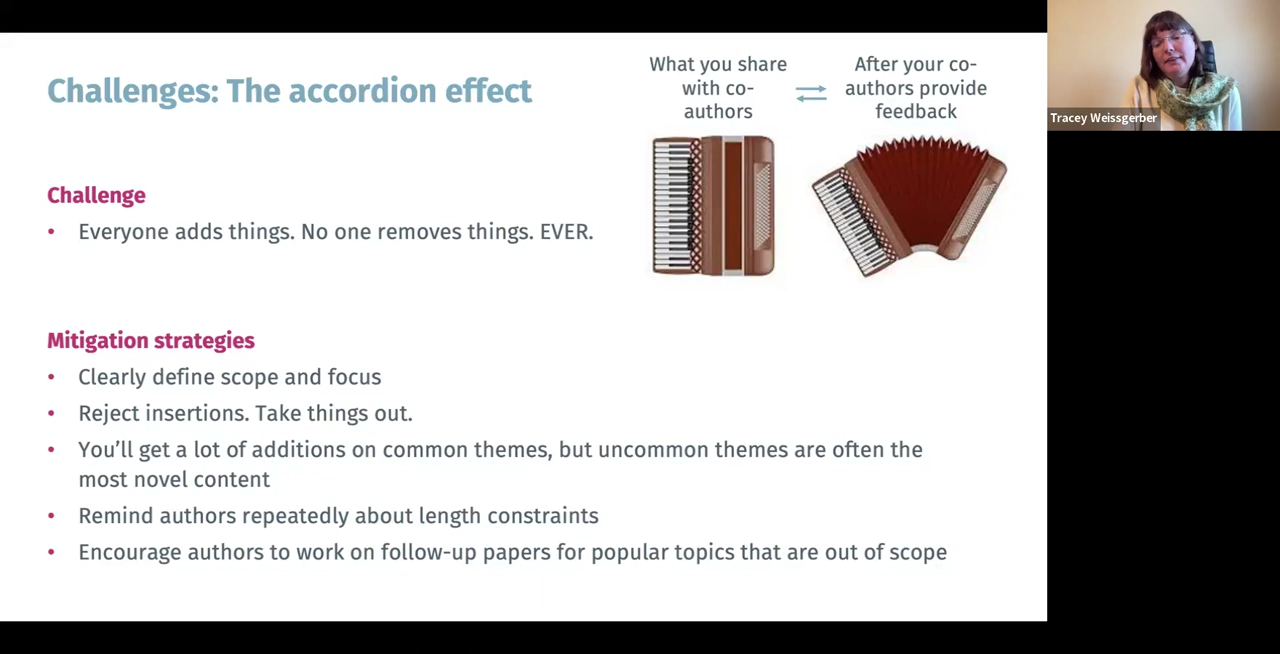 Challenges: The accordion effect
What you share
with co-
authors
After your co-
authors provide
feedback
Tracey Weissgerber
Challenge
• Everyone adds things. No one removes things. EVER.
Mitigation strategies
• Clearly define scope and focus
• Reject insertions. Take things out.
• You’ll get a lot of additions on common themes, but uncommon themes are often the
most novel content
• Remind authors repeatedly about length constraints
• Encourage authors to work on follow-up papers for popular topics that are out of scope